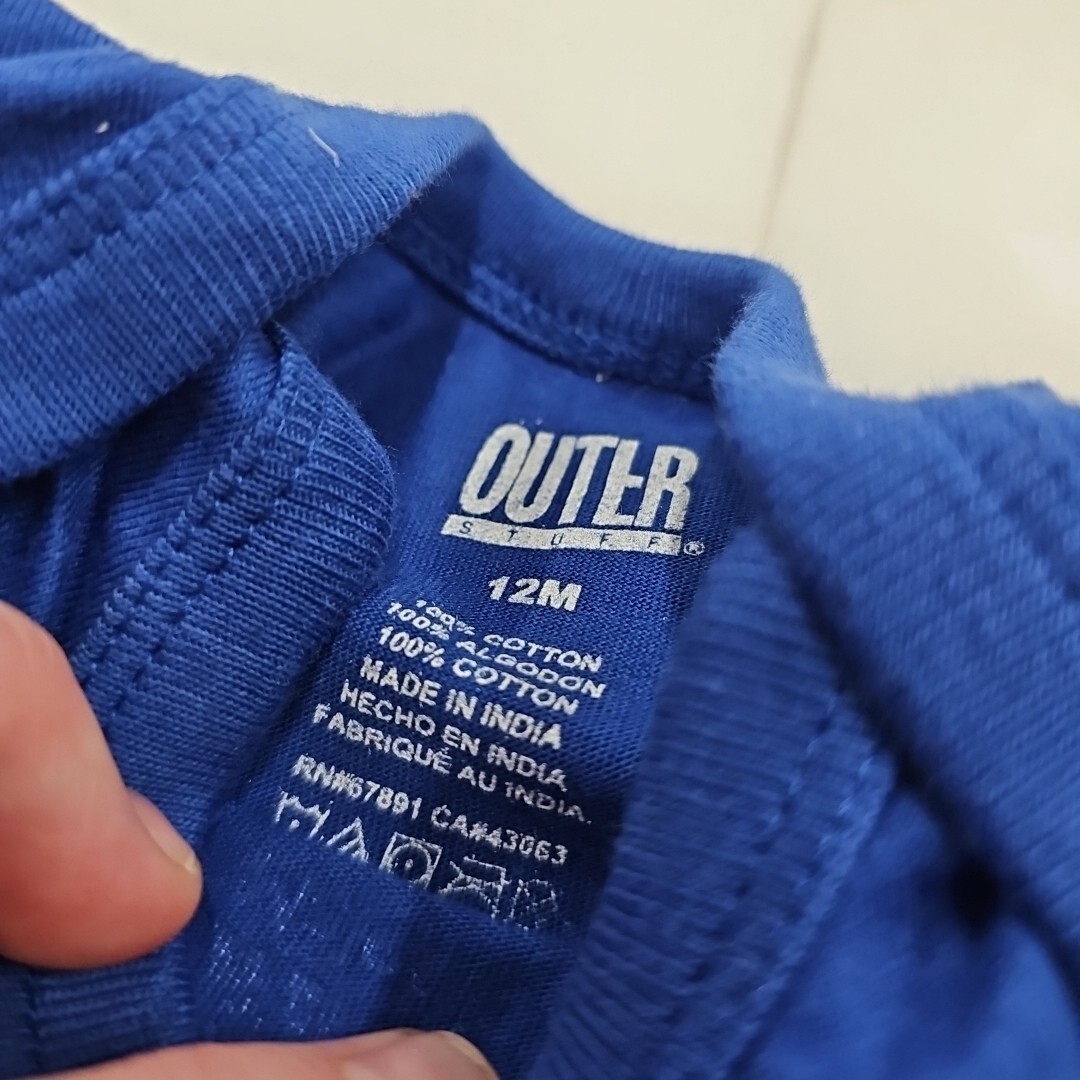 OUTER
STUFF®
12M
100% COTTON
100% ALGODON
100% COTTON
MADE IN INDIA
HECHO EN INDIA
FABRIQUÉ AU INDIA.
RN#67891 CA#43063